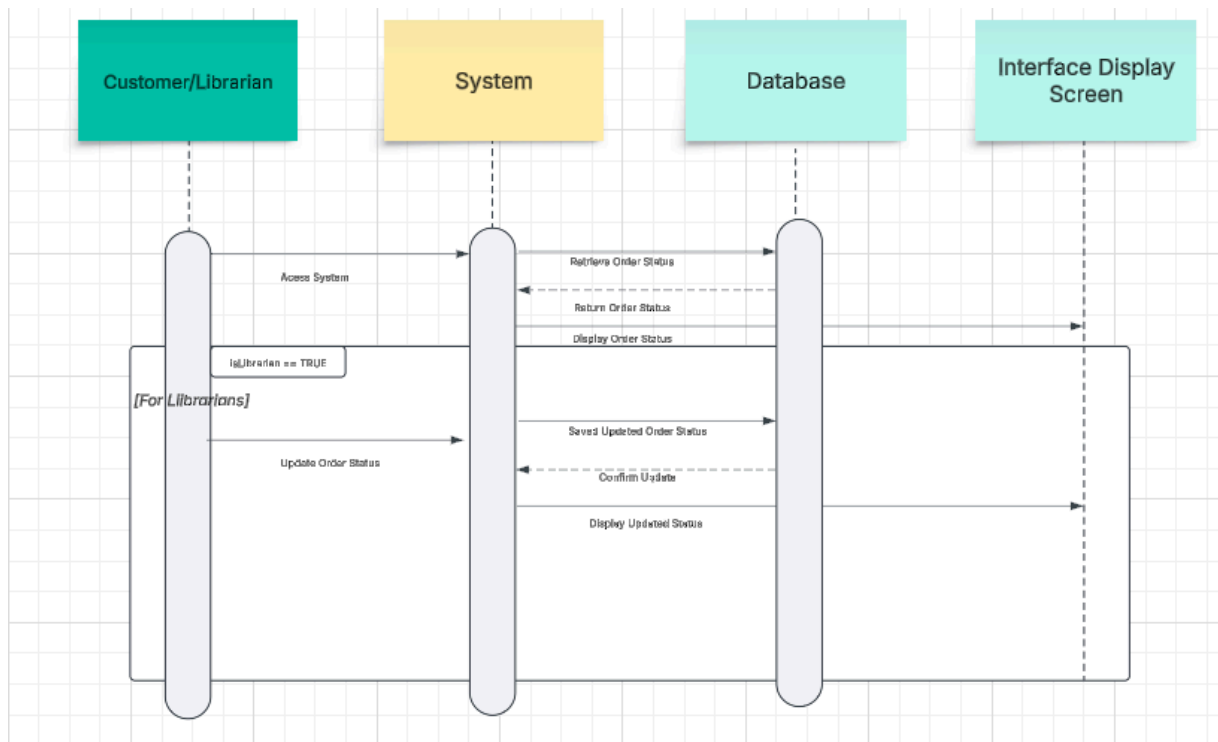 Customer/Librarian
System
Database
Interface Display
Screen
Acess System
Retrieve Order Status
Return Order Status
Display Order Status
isLibrarian == TRUE
[For Liibrarians]
Saved Updated Order Status
Update Order Status
Confirm Update
Display Updated Status